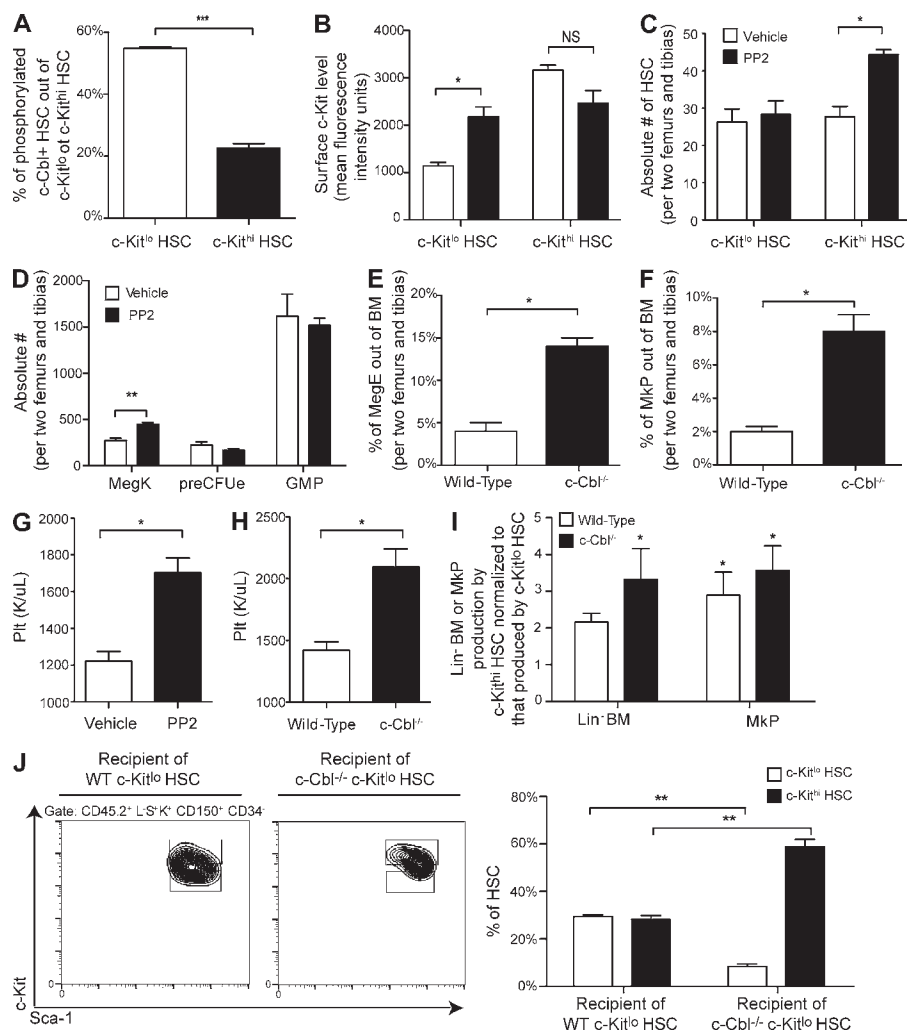 A
***
% of phosphorylated
c-Cbl+ HSC out of
c-Kitlo ot c-Kithi HSC
60%
40%
20%
0%
c-Kitlo HSC
c-Kithi HSC
B
NS
*
Surface c-Kit level
(mean fluorescence
intensity units)
4000
3000
2000
1000
0
c-Kitlo HSC
c-Kithi HSC
C
Vehicle
PP2
*
Absolute # of HSC
(per two femurs and tibias)
60
50
40
30
20
10
0
c-Kitlo HSC
c-Kithi HSC
D
Vehicle
PP2
**
Absolute #
(per two femurs and tibias)
2000
1500
1000
500
0
MegK
preCFUe
GMP
E
*
% of MegE out of BM
(per two femurs and tibias)
20%
15%
10%
5%
0%
Wild-Type
c-Cbl-/-
F
*
% of MkP out of BM
(per two femurs and tibias)
10%
8%
6%
4%
2%
0%
Wild-Type
c-Cbl-/-
G
*
Plt (K/uL)
2000
1800
1600
1400
1200
1000
Vehicle
PP2
H
*
Plt (K/uL)
2500
2000
1500
1000
Wild-Type
c-Cbl-/-
I
Wild-Type
c-Cbl-/-
*
*
*
Lin- BM or MkP
production by
c-Kithi HSC normalized to
that produced by c-Kitlo HSC
5
4
3
2
1
0
Lin- BM
MkP
J
Recipient of
WT c-Kitlo HSC
Recipient of
c-Cbl-/- c-Kitlo HSC
Gate: CD45.2+ L-S+K+ CD150+ CD34-
0
0
0
c-Kit
Sca-1
c-Kitlo HSC
c-Kithi HSC
**
**
% of HSC
80%
60%
40%
20%
0%
Recipient of
WT c-Kitlo HSC
Recipient of
c-Cbl-/- c-Kitlo HSC